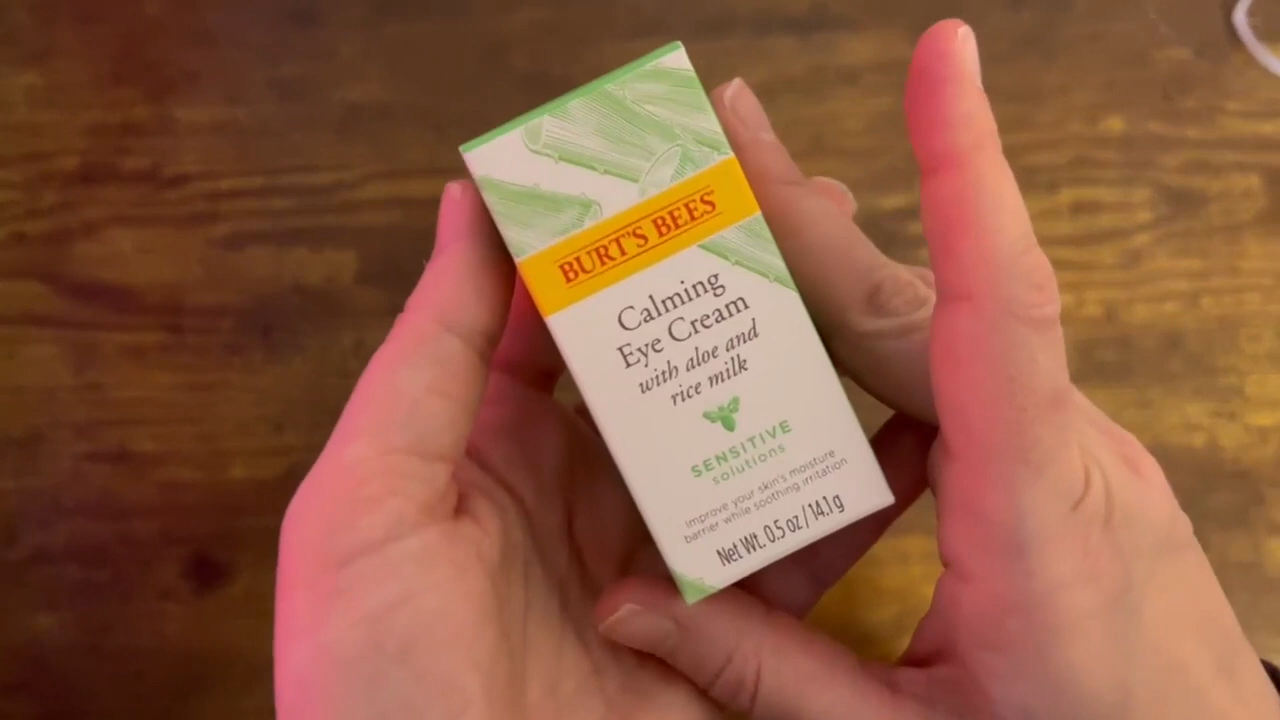 BURT'S BEES
Calming
Eye Cream
with aloe and
rice milk
SENSITIVE
solutions
Improve your skin's moisture
barrier while soothing irritation
Net Wt. 0.5 oz / 14.1 g